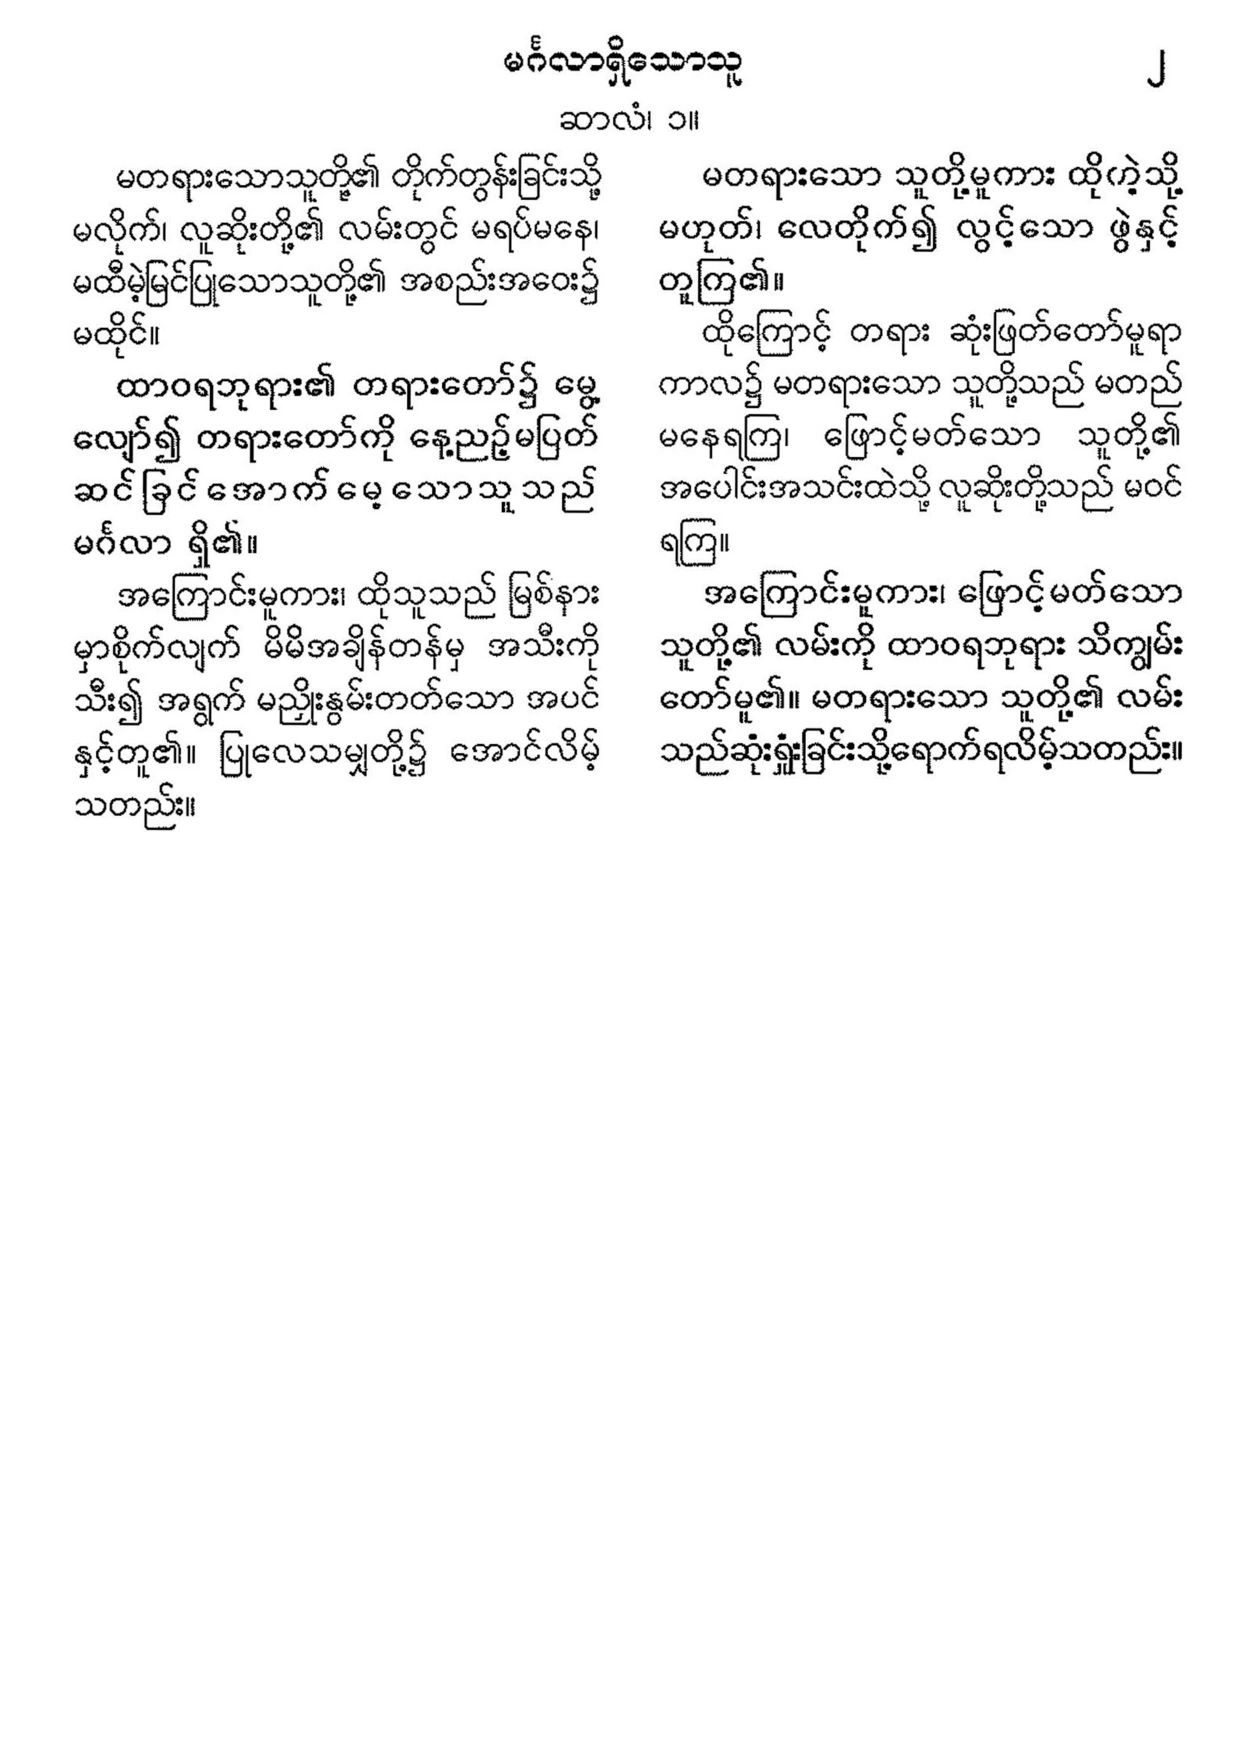 မင်္ဂလာရှိသောသူ
၂
ဆာလံ၊ ၁။
မတရားသောသူတို့၏ တိုက်တွန်းခြင်းသို့
မလိုက်၊ လူဆိုးတို့၏ လမ်းတွင် မရပ်မနေ၊
မထီမဲ့မြင်ပြုသောသူတို့၏ အစည်းအဝေး၌
မထိုင်။
ထာဝရဘုရား၏ တရားတော်၌ မွေ့
လျော်၍ တရားတော်ကို နေ့ညဉ့်မပြတ်
ဆင်ခြင်အောက်မေ့သောသူသည်
မင်္ဂလာ ရှိ၏။
အကြောင်းမူကား၊ ထိုသူသည် မြစ်နား
မှာစိုက်လျက် မိမိအချိန်တန်မှ အသီးကို
သီး၍ အရွက် မညှိုးနွမ်းတတ်သော အပင်
နှင့်တူ၏။ ပြုလေသမျှတို့၌ အောင်လိမ့်
သတည်း။
မတရားသော သူတို့မူကား ထိုကဲ့သို့
မဟုတ်၊ လေတိုက်၍ လွင့်သော ဖွဲနှင့်
တူကြ၏။
ထိုကြောင့် တရား ဆုံးဖြတ်တော်မူရာ
ကာလ၌ မတရားသော သူတို့သည် မတည်
မနေရကြ၊ ဖြောင့်မတ်သော သူတို့၏
အပေါင်းအသင်းထဲသို့ လူဆိုးတို့သည် မဝင်
ရကြ။
အကြောင်းမူကား၊ ဖြောင့်မတ်သော
သူတို့၏ လမ်းကို ထာဝရဘုရား သိကျွမ်း
တော်မူ၏။ မတရားသော သူတို့၏ လမ်း
သည်ဆုံးရှုံးခြင်းသို့ရောက်ရလိမ့်သတည်း။